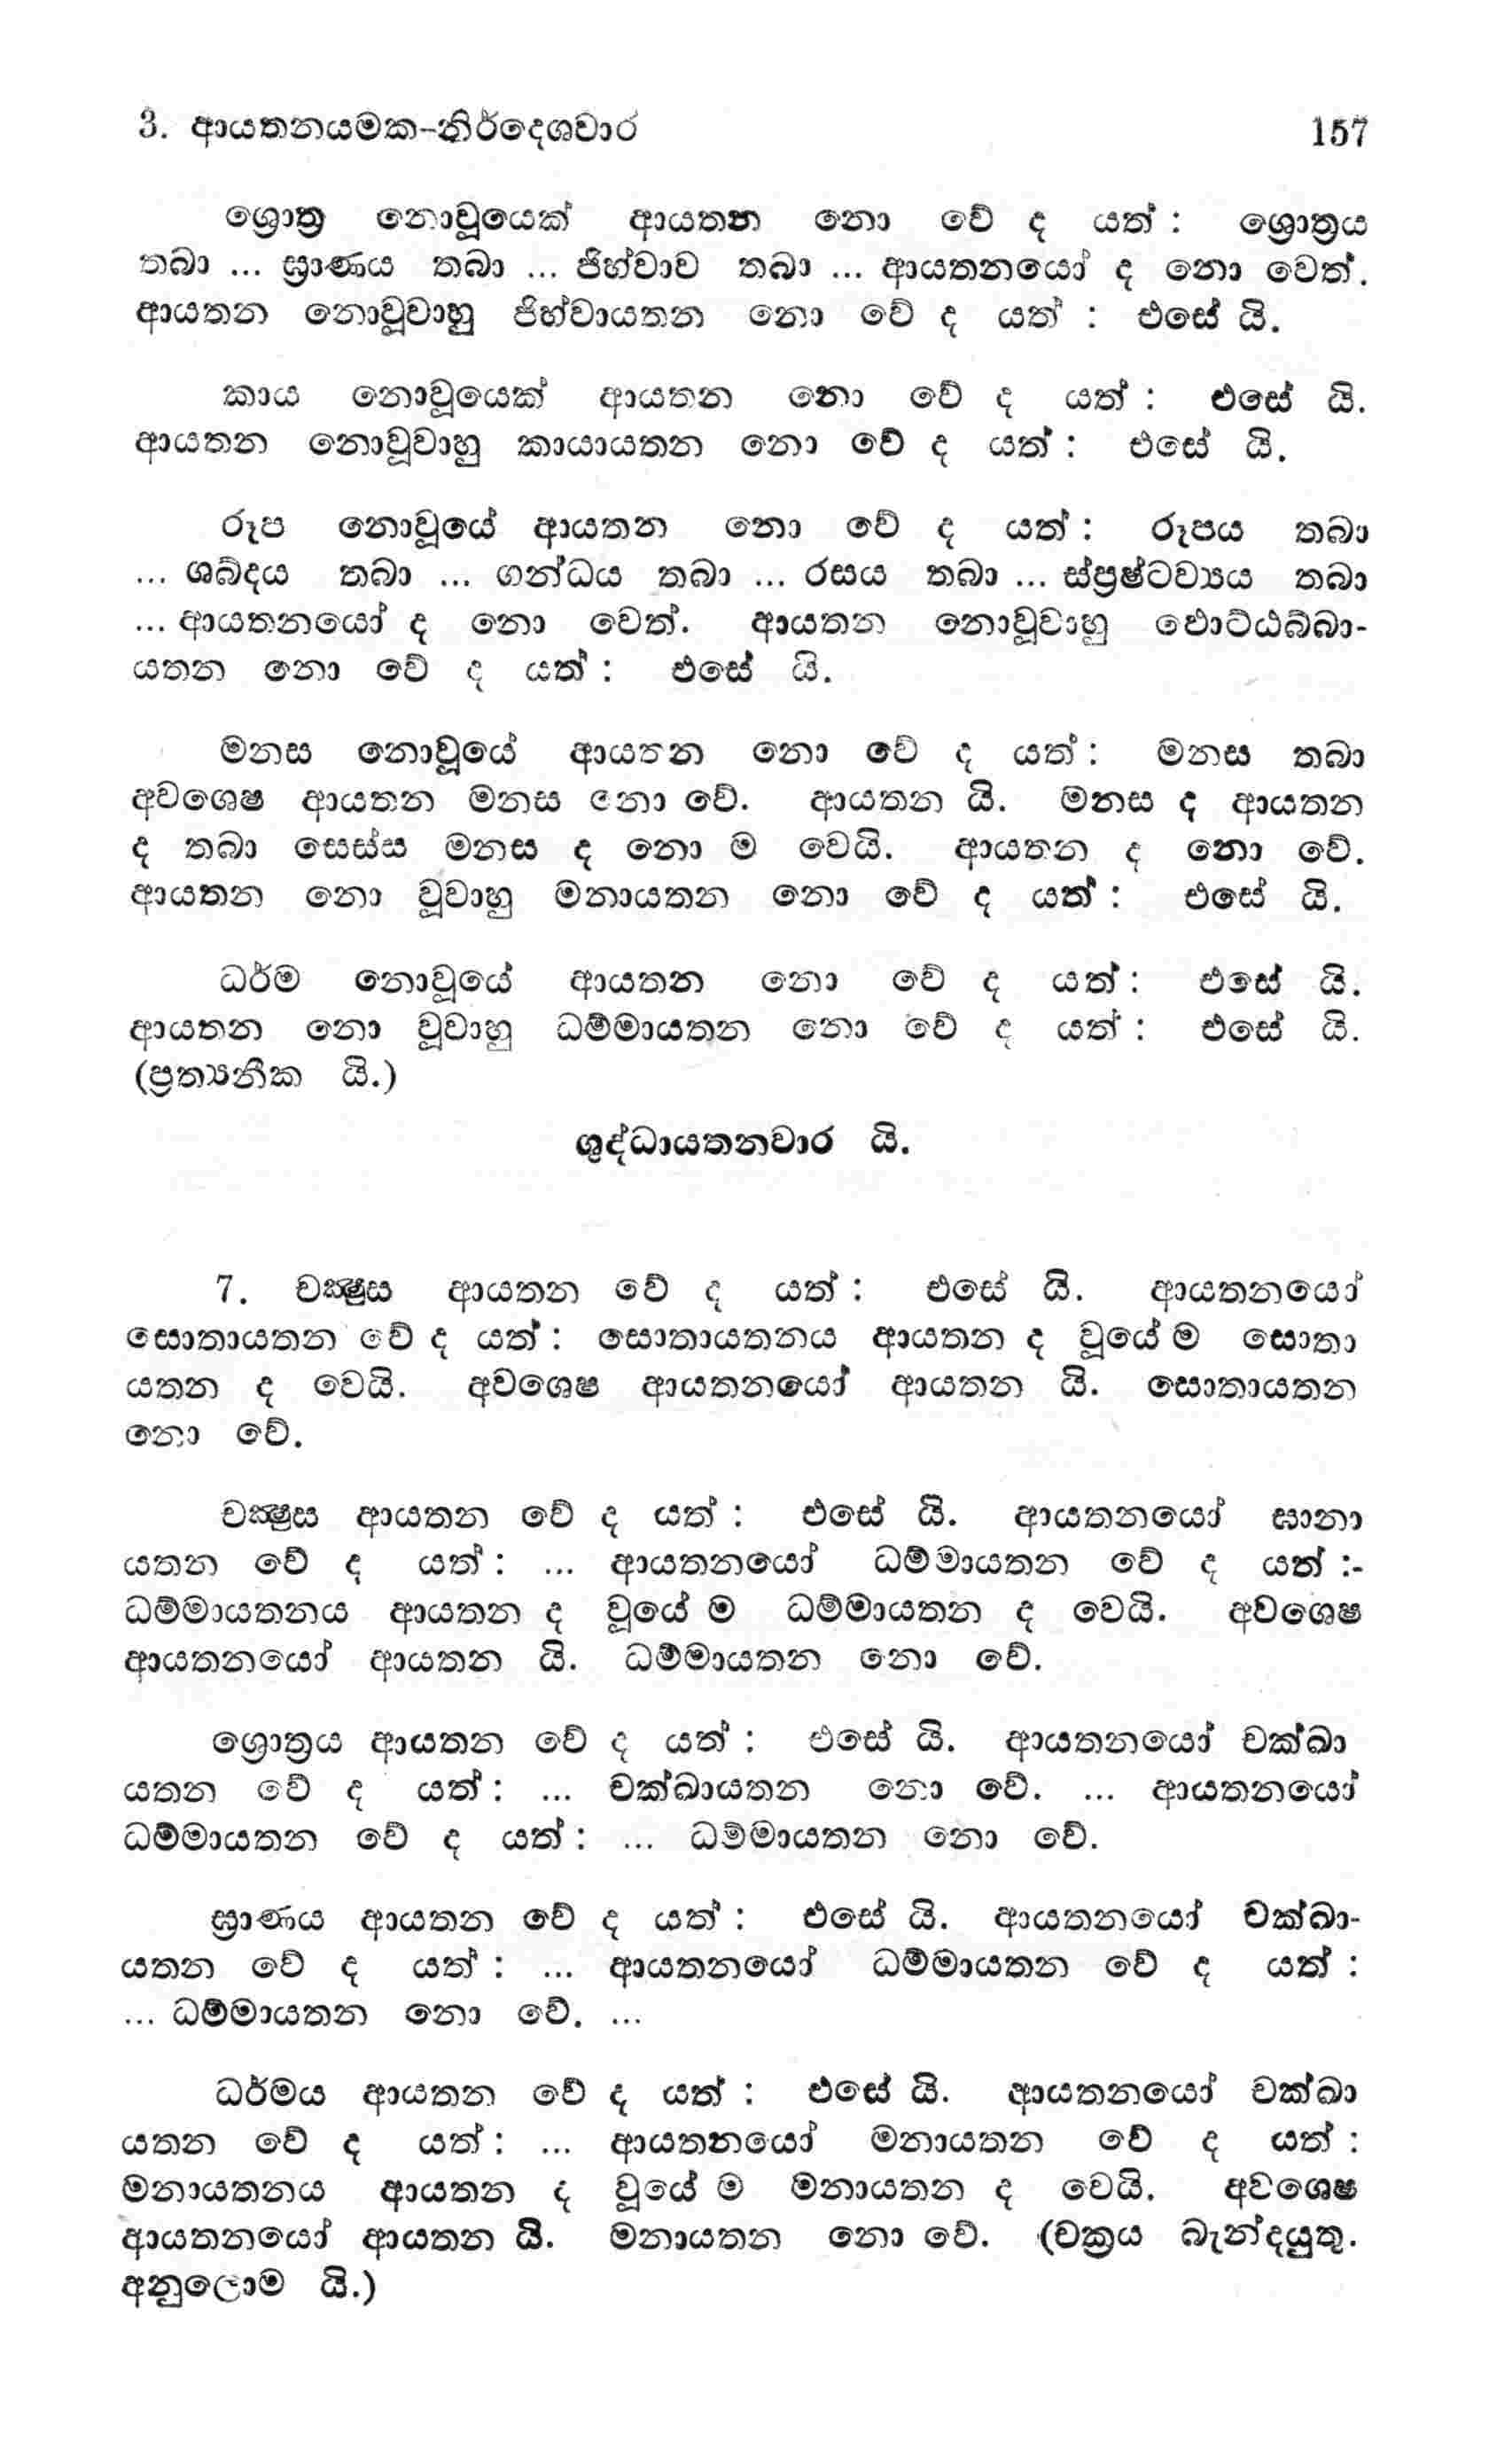 3. ආයතනයමක-නිර්දෙශවාර 157
ශ්‍රොත්‍ර නොවූයෙක් ආයතන නො වේ ද යත් : ශ්‍රොත්‍රය
තබා ... ඝ්‍රාණය තබා ... ජිහ්වාව තබා ... ආයතනයෝ ද නො වෙත්.
ආයතන නොවූවාහු ජිහ්වායතන නො වේ ද යත් : එසේ යි.
කාය නොවූයෙක් ආයතන නො වේ ද යත් : එසේ යි.
ආයතන නොවූවාහු කායායතන නො වේ ද යත් : එසේ යි.
රූප නොවූයේ ආයතන නො වේ ද යත් : රූපය තබා
... ශබ්දය තබා ... ගන්ධය තබා ... රසය තබා ... ස්ප්‍රෂ්ටව්‍යය තබා
... ආයතනයෝ ද නො වෙත්. ආයතන නොවූවාහු ඵොට්ඨබ්බා-
යතන නො වේ ද යත් : එසේ යි.
මනස නොවූයේ ආයතන නො වේ ද යත් : මනස තබා
අවශෙෂ ආයතන මනස නො වේ. ආයතන යි. මනස ද ආයතන
ද තබා සෙස්ස මනස ද නො ම වෙයි. ආයතන ද නො වේ.
ආයතන නො වූවාහු මනායතන නො වේ ද යත් : එසේ යි.
ධර්ම නොවූයේ ආයතන නො වේ ද යත් : එසේ යි.
ආයතන නො වූවාහු ධම්මායතන නො වේ ද යත් : එසේ යි.
(ප්‍රත්‍යනීක යි.)
ශුද්ධායතනවාර යි.
7. චක්‍ෂුස ආයතන වේ ද යත් : එසේ යි. ආයතනයෝ
සොතායතන වේ ද යත් : සොතායතනය ආයතන ද වූයේ ම සොතා
යතන ද වෙයි. අවශෙෂ ආයතනයෝ ආයතන යි. සොතායතන
නො වේ.
චක්‍ෂුස ආයතන වේ ද යත් : එසේ යි. ආයතනයෝ ඝානා
යතන වේ ද යත් : ... ආයතනයෝ ධම්මායතන වේ ද යත් :-
ධම්මායතනය ආයතන ද වූයේ ම ධම්මායතන ද වෙයි. අවශෙෂ
ආයතනයෝ ආයතන යි. ධම්මායතන නො වේ.
ශ්‍රොත්‍රය ආයතන වේ ද යත් : එසේ යි. ආයතනයෝ චක්ඛා
යතන වේ ද යත් : ... චක්ඛායතන නො වේ. ... ආයතනයෝ
ධම්මායතන වේ ද යත් : ... ධම්මායතන නො වේ.
ඝ්‍රාණය ආයතන වේ ද යත් : එසේ යි. ආයතනයෝ චක්ඛා-
යතන වේ ද යත් : ... ආයතනයෝ ධම්මායතන වේ ද යත් :
... ධම්මායතන නො වේ. ...
ධර්මය ආයතන වේ ද යත් : එසේ යි. ආයතනයෝ චක්ඛා
යතන වේ ද යත් : ... ආයතනයෝ මනායතන වේ ද යත් :
මනායතනය ආයතන ද වූයේ ම මනායතන ද වෙයි. අවශෙෂ
ආයතනයෝ ආයතන යි. මනායතන නො වේ. (චක්‍රය බැන්දයුතු.
අනුලොම යි.)